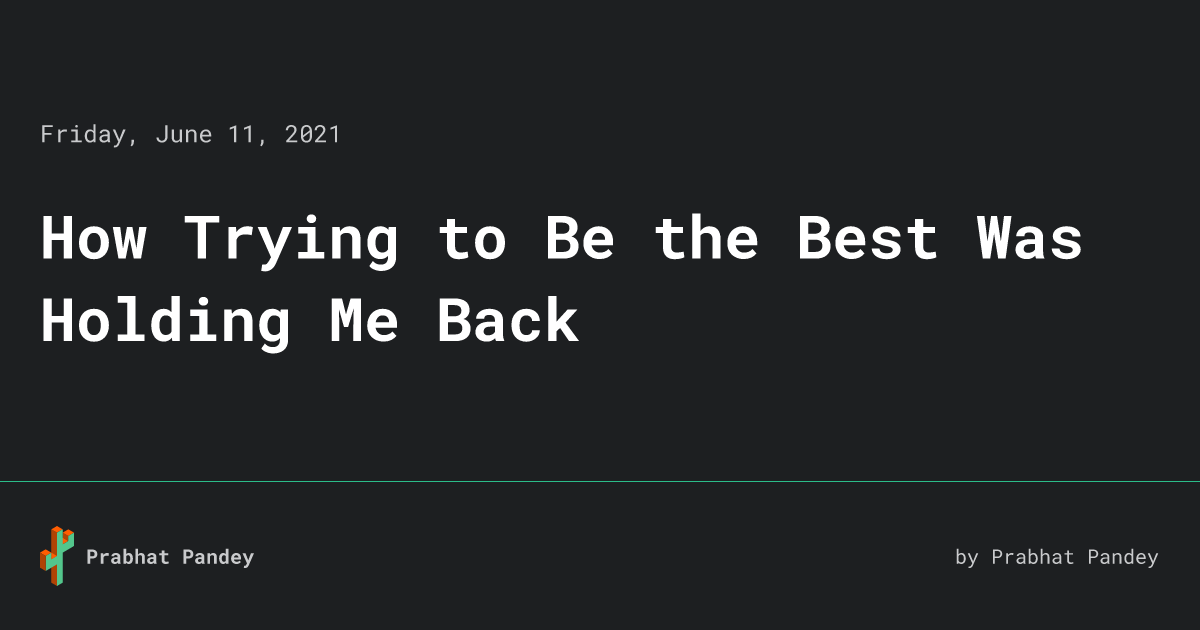 Friday, June 11, 2021
How Trying to Be the Best Was
Holding Me Back
Prabhat Pandey
by Prabhat Pandey